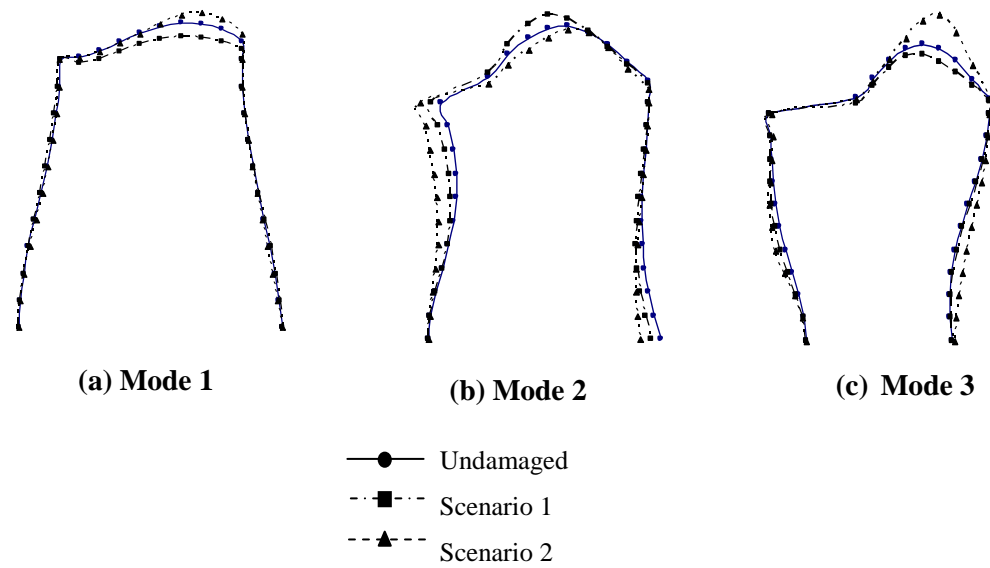 (a) Mode 1
(b) Mode 2
(c) Mode 3
Undamaged
Scenario 1
Scenario 2